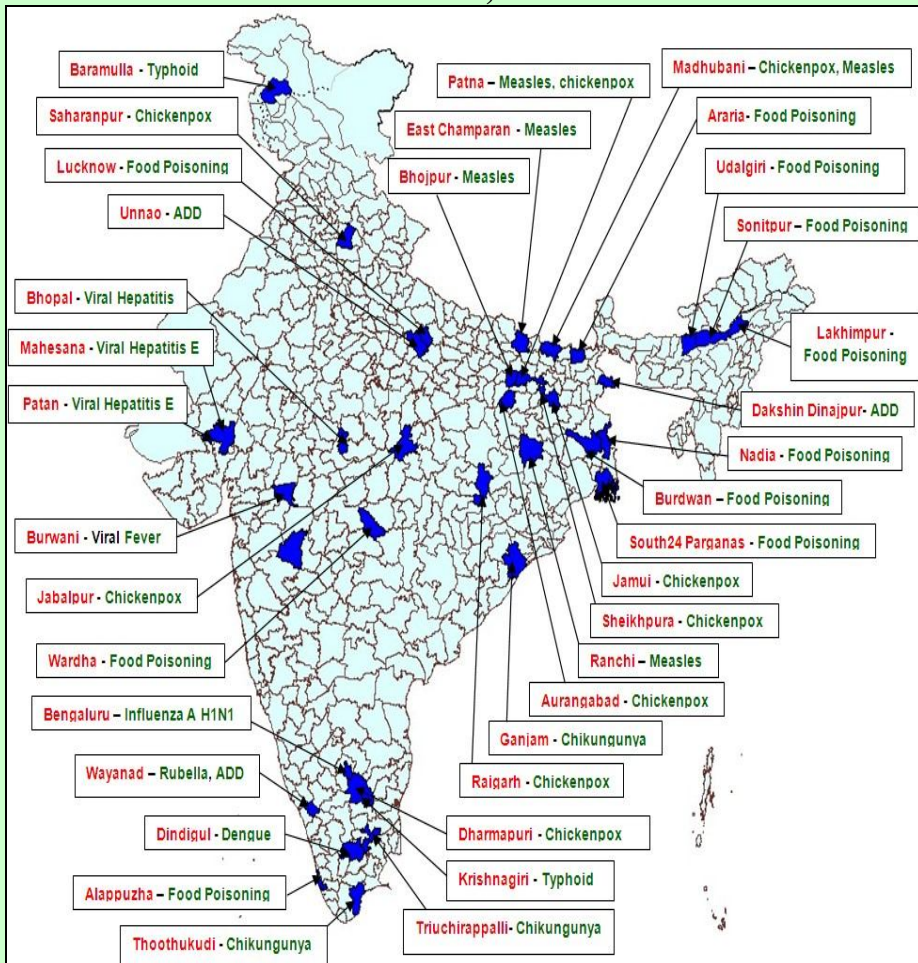 Baramulla - Typhoid
Saharanpur - Chickenpox
Lucknow - Food Poisoning
Unnao - ADD
Bhopal - Viral Hepatitis
Mahesana - Viral Hepatitis E
Patan - Viral Hepatitis E
Burwani - Viral Fever
Jabalpur - Chickenpox
Wardha - Food Poisoning
Bengaluru – Influenza A H1N1
Wayanad – Rubella, ADD
Dindigul - Dengue
Alappuzha – Food Poisoning
Thoothukudi - Chikungunya
Patna – Measles, chickenpox
East Champaran - Measles
Bhojpur - Measles
Madhubani – Chickenpox, Measles
Araria- Food Poisoning
Udalgiri - Food Poisoning
Sonitpur – Food Poisoning
Lakhimpur -
Food Poisoning
Dakshin Dinajpur- ADD
Nadia - Food Poisoning
Burdwan – Food Poisoning
South24 Parganas - Food Poisoning
Jamui - Chickenpox
Sheikhpura - Chickenpox
Ranchi – Measles
Aurangabad - Chickenpox
Ganjam - Chikungunya
Raigarh - Chickenpox
Dharmapuri - Chickenpox
Krishnagiri - Typhoid
Triuchirappalli- Chikungunya